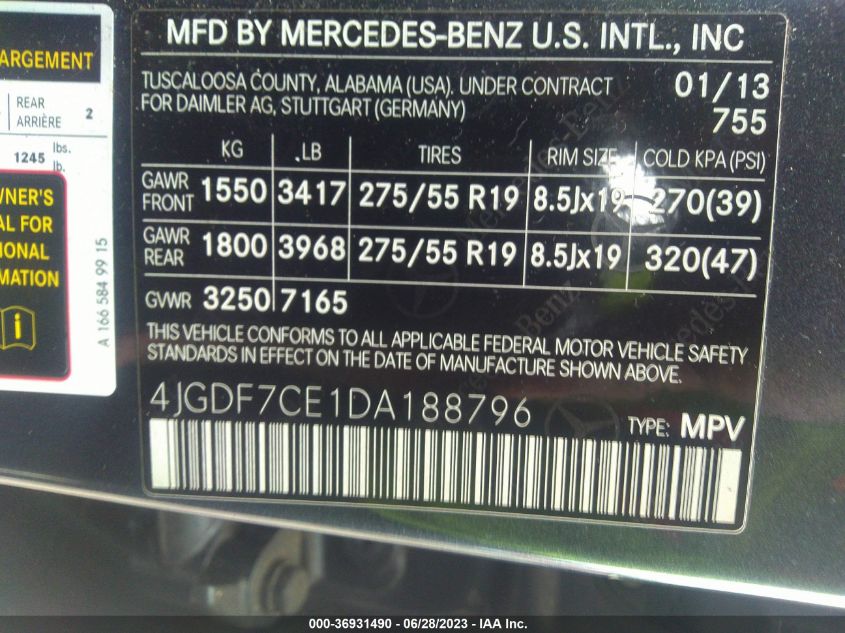 MFD BY MERCEDES-BENZ U.S. INTL., INC
TUSCALOOSA COUNTY, ALABAMA (USA). UNDER CONTRACT
FOR DAIMLER AG, STUTTGART (GERMANY)
01/13
755
KG .LB TIRES RIM SIZE COLD KPA (PSI)
GAWR FRONT 1550 3417 275/55 R19 8.5Jx19 270(39)
GAWR REAR 1800 3968 275/55 R19 8.5Jx19 320(47)
GVWR 3250 7165
THIS VEHICLE CONFORMS TO ALL APPLICABLE FEDERAL MOTOR VEHICLE SAFETY
STANDARDS IN EFFECT ON THE DATE OF MANUFACTURE SHOWN ABOVE.
4JGDF7CE1DA188796
TYPE: MPV
ARGEMENT
REAR
ARRIÈRE 2
1245 lbs.
lb.
WNER'S
AL FOR
IONAL
RMATION
A 166 584 99 15
Mercedes-Benz
000-36931490 - 06/28/2023 - IAA Inc.